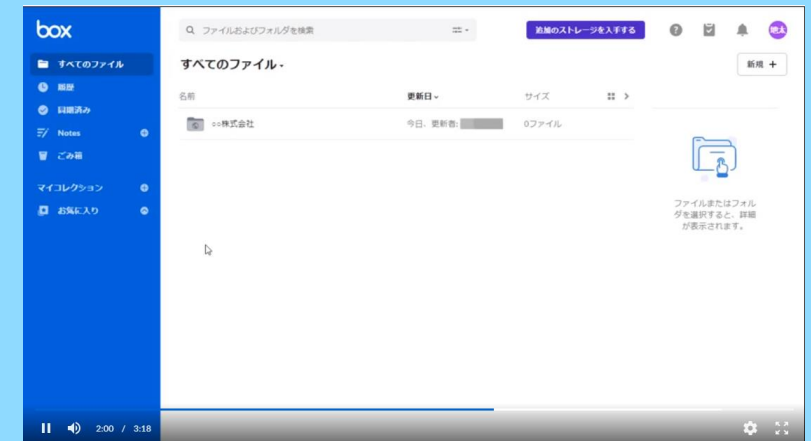 box
ファイルおよびフォルダを検索
追加のストレージを入手する
すべてのファイル
すべてのファイル
新規 +
履歴
同期済み
Notes
ごみ箱
マイコレクション
お気に入り
名前
更新日
サイズ
○○株式会社
今日、更新者:
0ファイル
ファイルまたはフォル
ダを選択すると、詳細
が表示されます。
2:00 / 3:18